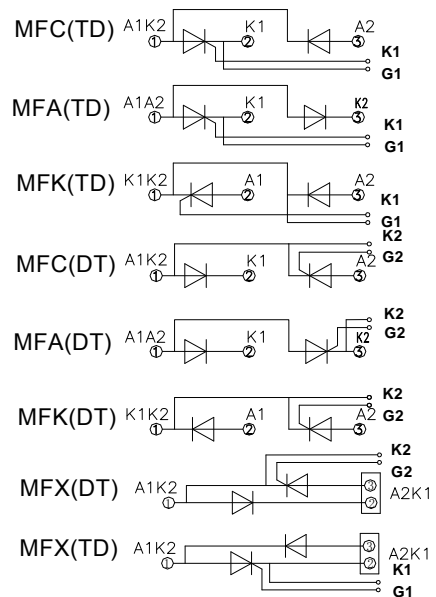 MFC(TD) A1K2 K1 A2
1 2 3
K1
G1
MFA(TD) A1A2 K1 K2
1 2 3
K1
G1
MFK(TD) K1K2 A1 A2
1 2 3
K1
G1
K2
MFC(DT) A1K2 K1 A2 G2
1 2 3
K2
MFA(DT) A1A2 K1 K2 G2
1 2 3
K2
MFK(DT) K1K2 A1 A2 G2
1 2 3
K2
G2
MFX(DT) A1K2 3 A2K1
1 2
MFX(TD) A1K2 3 A2K1
1 2 K1
G1